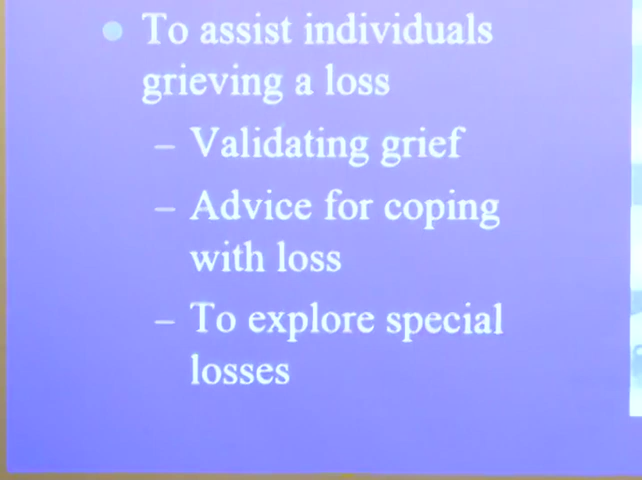 ● To assist individuals
grieving a loss
– Validating grief
– Advice for coping
with loss
– To explore special
losses